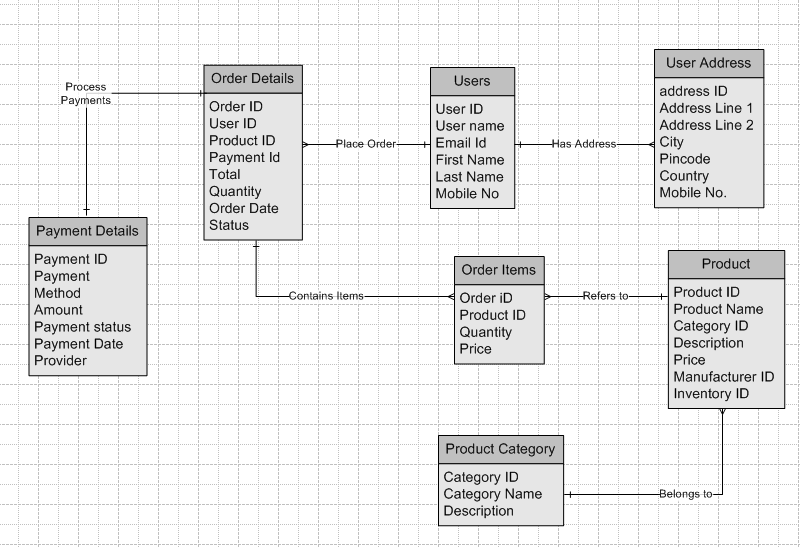 Process
Payments
Order Details
Order ID
User ID
Product ID
Payment Id
Total
Quantity
Order Date
Status
Place Order
Users
User ID
User name
Email Id
First Name
Last Name
Mobile No
Has Address
User Address
address ID
Address Line 1
Address Line 2
City
Pincode
Country
Mobile No.
Payment Details
Payment ID
Payment
Method
Amount
Payment status
Payment Date
Provider
Contains Items
Order Items
Order iD
Product ID
Quantity
Price
Refers to
Product
Product ID
Product Name
Category ID
Description
Price
Manufacturer ID
Inventory ID
Product Category
Category ID
Category Name
Description
Belongs to